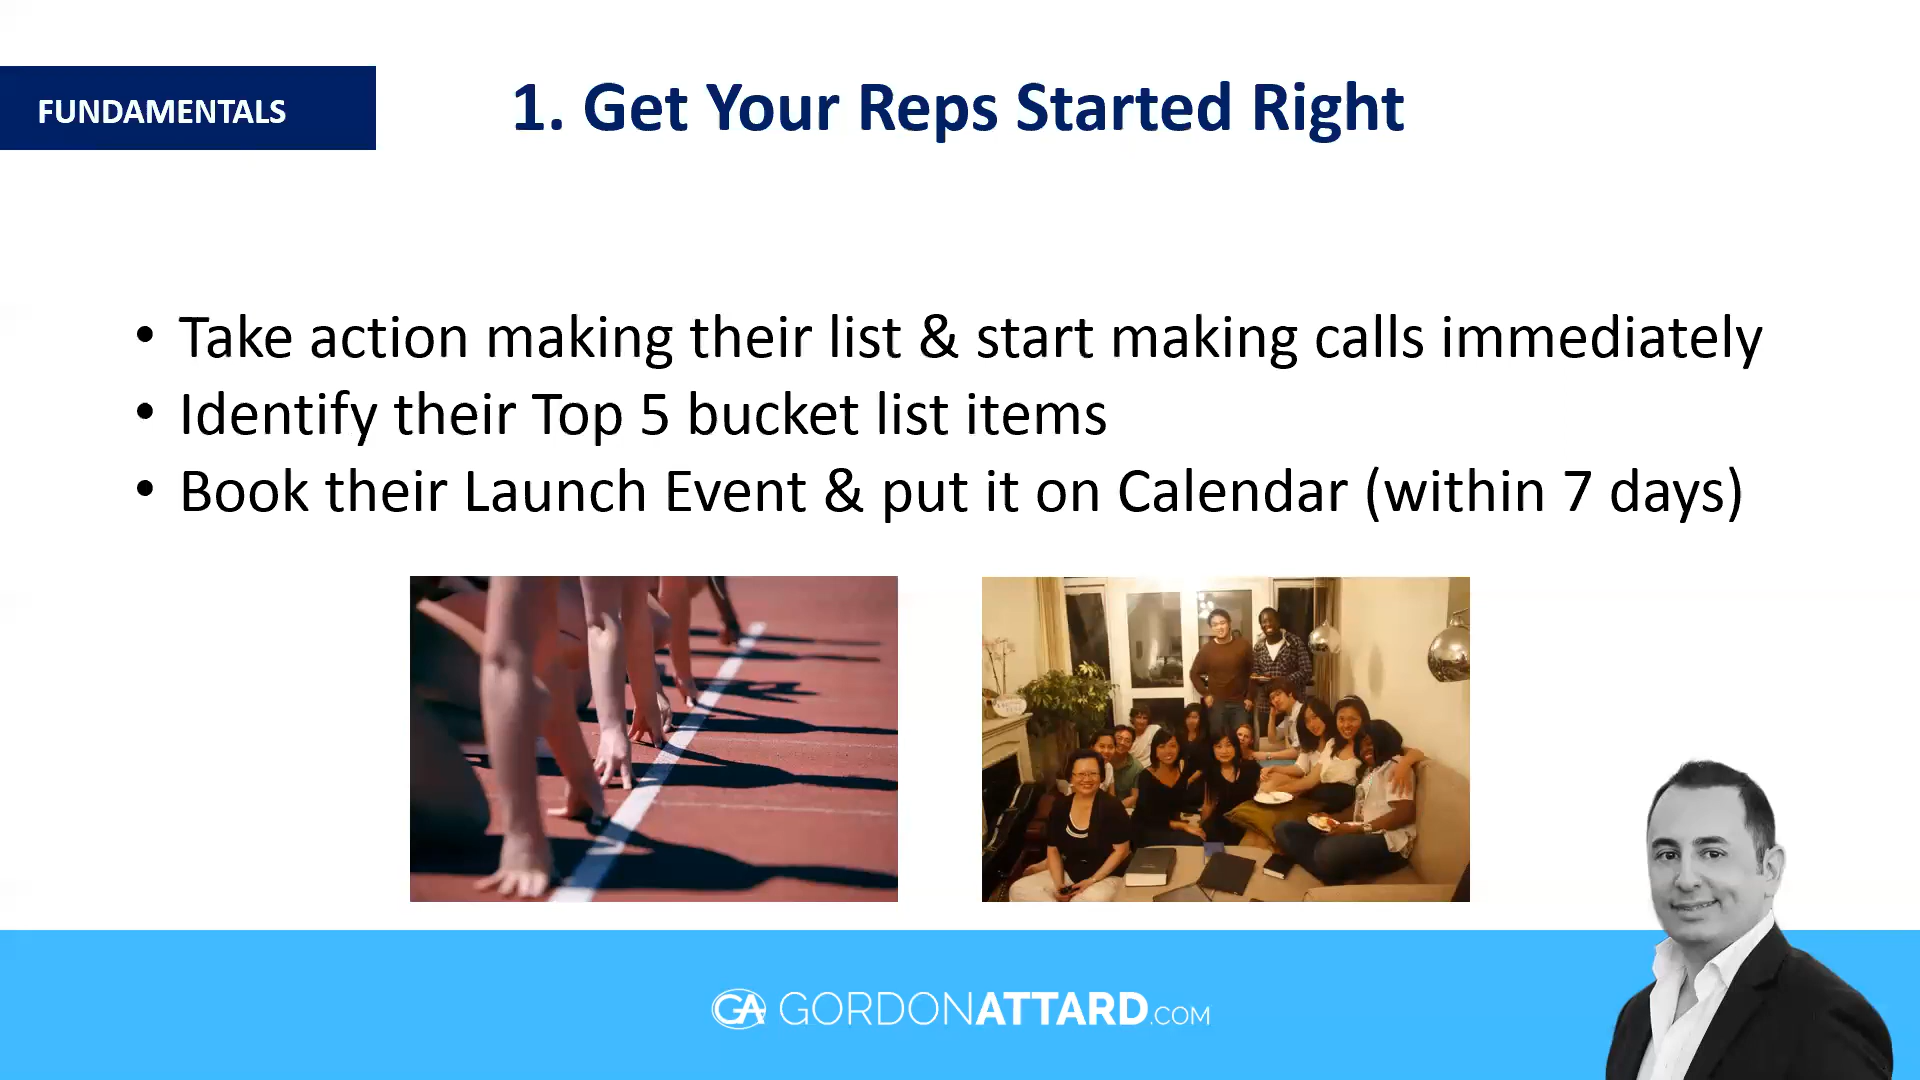 FUNDAMENTALS
1. Get Your Reps Started Right
• Take action making their list & start making calls immediately
• Identify their Top 5 bucket list items
• Book their Launch Event & put it on Calendar (within 7 days)
GA GORDONATTARD.COM